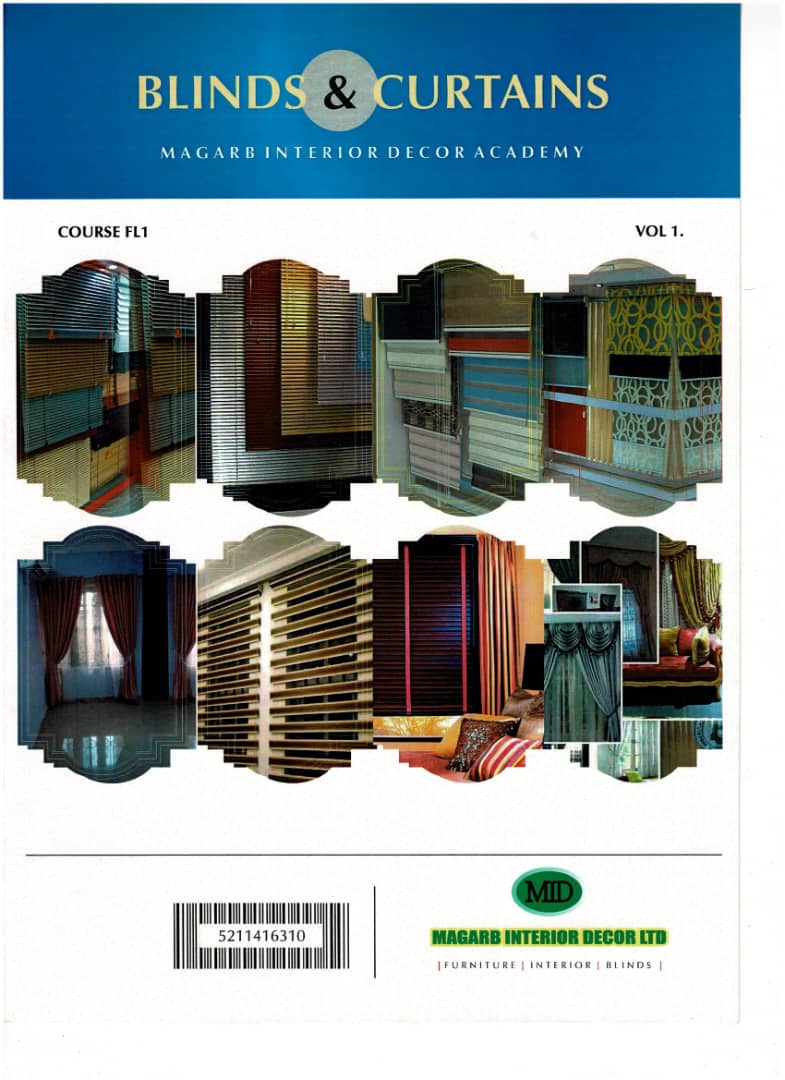 BLINDS & CURTAINS
MAGARB INTERIOR DECOR ACADEMY
COURSE FL1
VOL 1.
5211416310
MID
MAGARB INTERIOR DECOR LTD
|FURNITURE | INTERIOR | BLINDS |